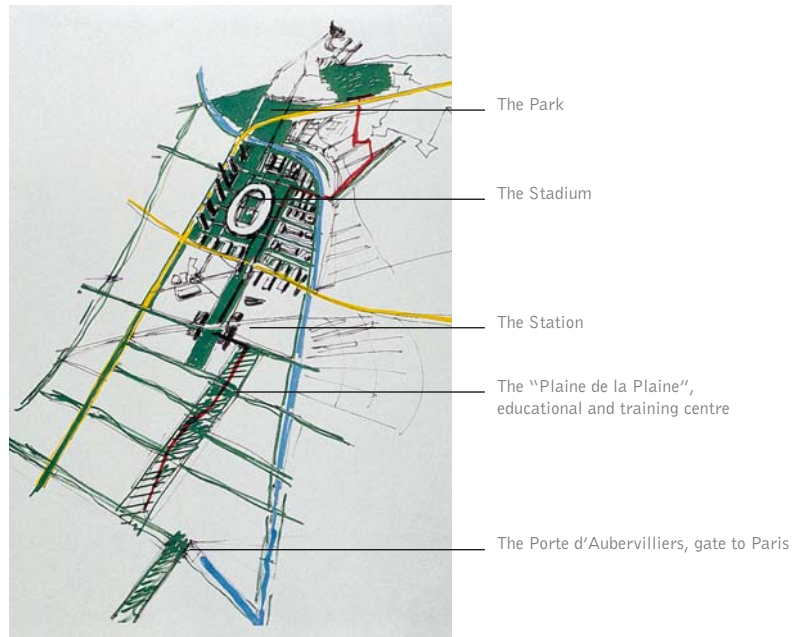 The Park
The Stadium
The Station
The “Plaine de la Plaine”,
educational and training centre
The Porte d’Aubervilliers, gate to Paris